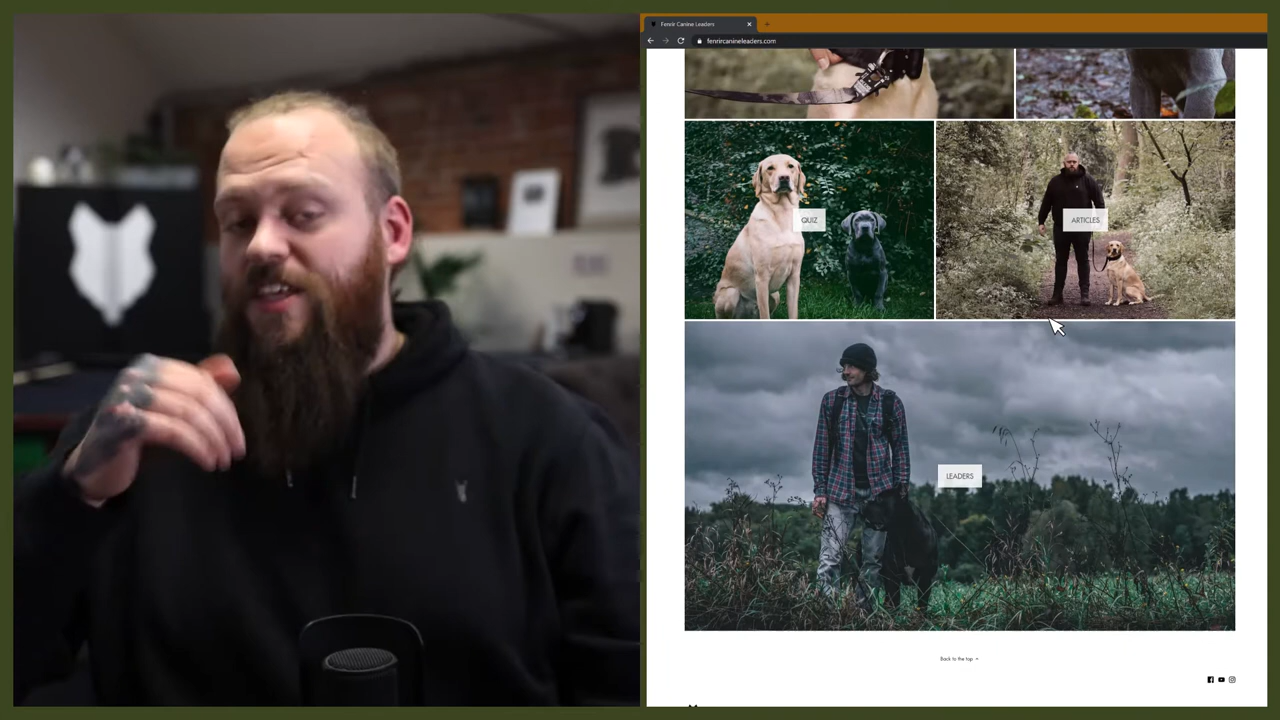 Fenrir Canine Leaders
fenrircanineleaders.com
QUIZ
ARTICLES
LEADERS
Back to the top